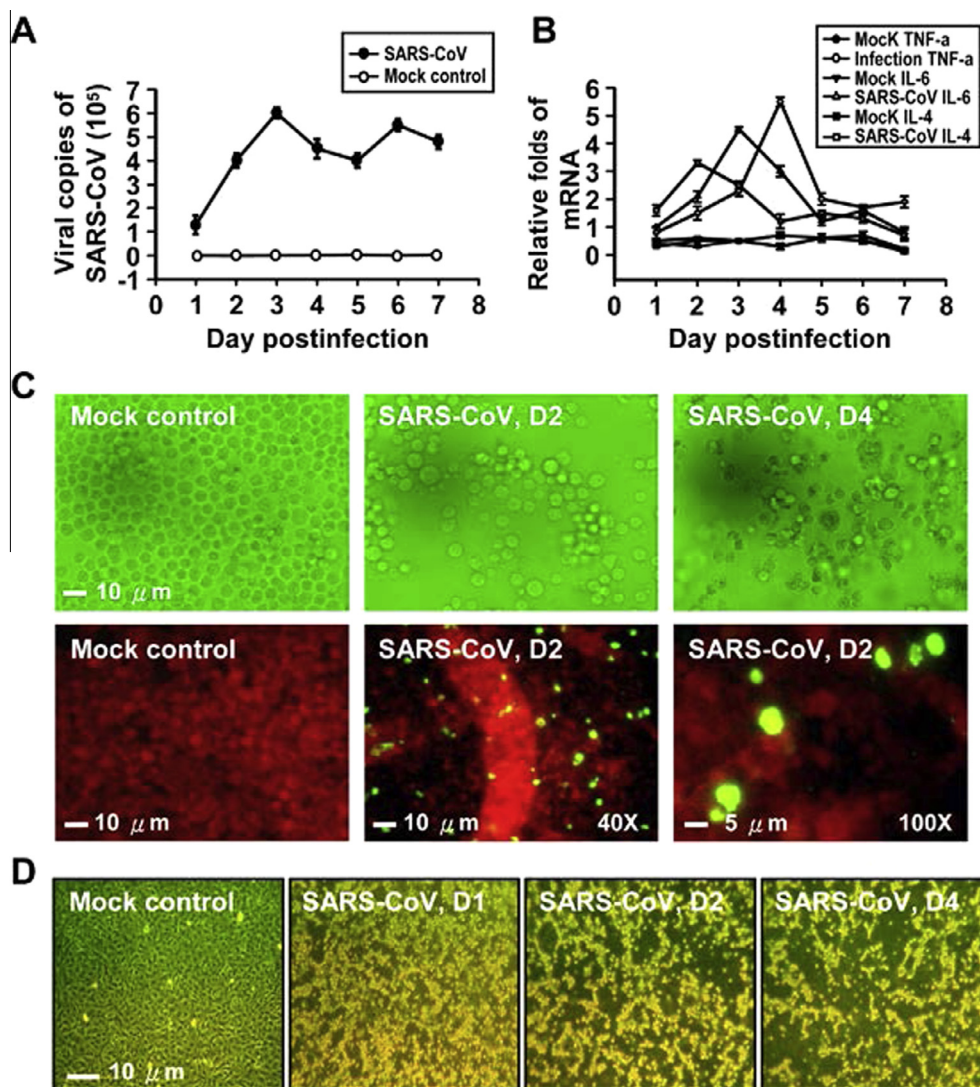 A
SARS-CoV
Mock control
Viral copies of
SARS-CoV (10⁵)
7
6
5
4
3
2
1
0
-1
0 1 2 3 4 5 6 7 8
Day postinfection
B
MocK TNF-a
Infection TNF-a
Mock IL-6
SARS-CoV IL-6
MocK IL-4
SARS-CoV IL-4
Relative folds of
mRNA
6
5
4
3
2
1
0
0 1 2 3 4 5 6 7 8
Day postinfection
C
Mock control
10 μm
SARS-CoV, D2
SARS-CoV, D4
Mock control
10 μm
SARS-CoV, D2
10 μm 40X
SARS-CoV, D2
5 μm 100X
D
Mock control
10 μm
SARS-CoV, D1
SARS-CoV, D2
SARS-CoV, D4